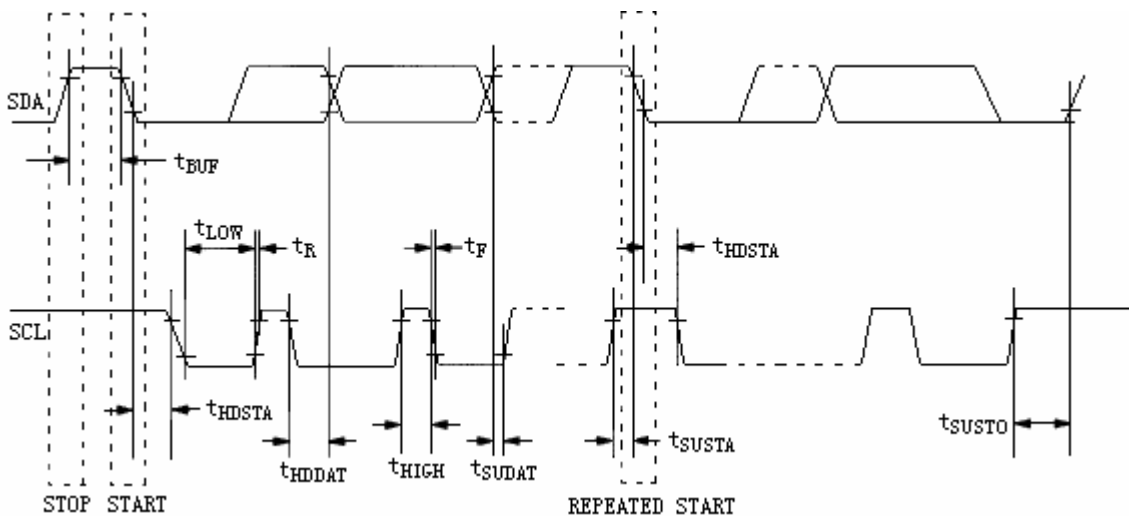 SDA
tBUF
tLOW
tR
tF
tHDSTA
SCL
tHDSTA
tHDDAT
tHIGH
tSUDAT
tSUSTA
tSUSTO
STOP START
REPEATED START